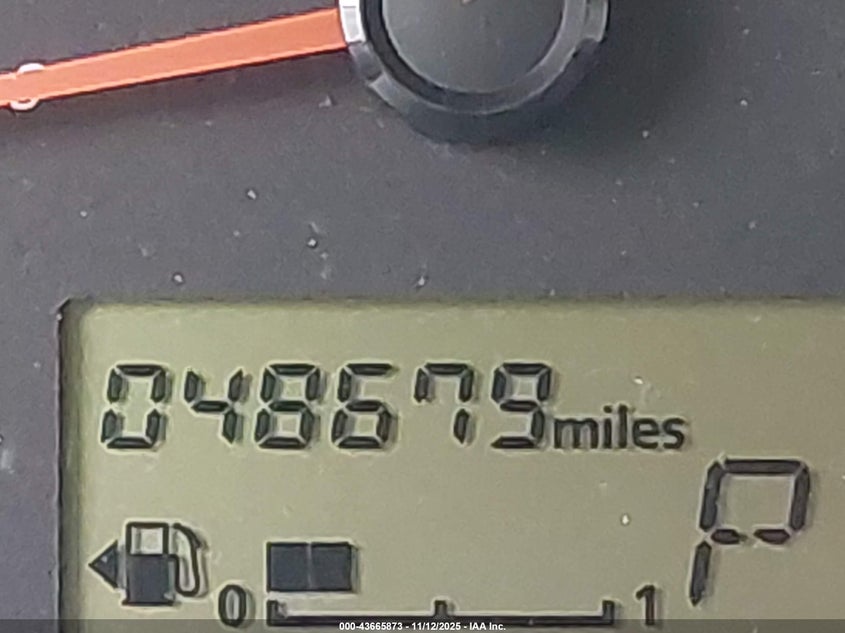 048679miles
P
0 1
000-43665873 - 11/12/2025 - IAA Inc.